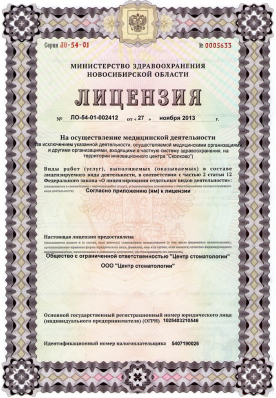 Серия ЛО-54-01
№ 0005633
МИНИСТЕРСТВО ЗДРАВООХРАНЕНИЯ
НОВОСИБИРСКОЙ ОБЛАСТИ
ЛИЦЕНЗИЯ
№ ЛО-54-01-002412 от « 27 » ноября 2013 г.
На осуществление медицинской деятельности
(за исключением указанной деятельности, осуществляемой медицинскими организациями
и другими организациями, входящими в частную систему здравоохранения, на
территории инновационного центра "Сколково")
Виды работ (услуг), выполняемых (оказываемых) в составе
лицензируемого вида деятельности, в соответствии с частью 2 статьи 12
Федерального закона «О лицензировании отдельных видов деятельности»:
Согласно приложению (ям) к лицензии
Настоящая лицензия предоставлена
Общество с ограниченной ответственностью "Центр стоматологии"
ООО "Центр стоматологии"
Основной государственный регистрационный номер юридического лица
(индивидуального предпринимателя) (ОГРН) 1025403210546
Идентификационный номер налогоплательщика 5407190026